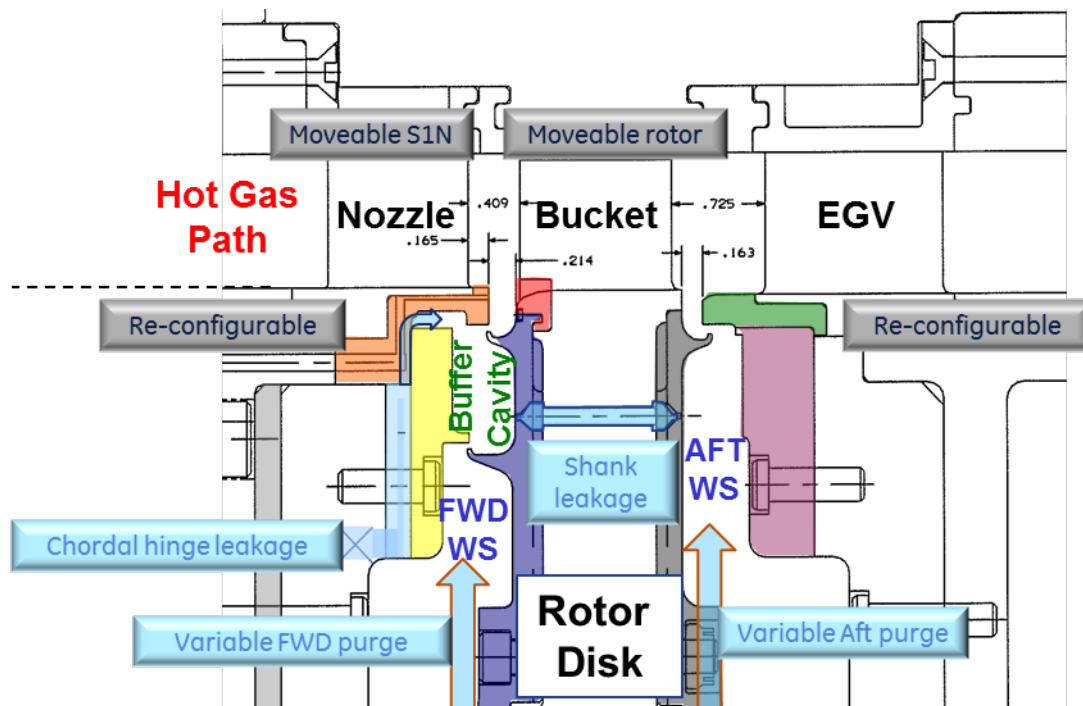 Moveable S1N
Moveable rotor
Hot Gas
Path
Nozzle
.409
Bucket
.725
EGV
.165
.214
.163
Re-configurable
Re-configurable
Buffer
Cavity
Shank
leakage
AFT
WS
FWD
WS
Chordal hinge leakage
Variable FWD purge
Rotor
Disk
Variable Aft purge